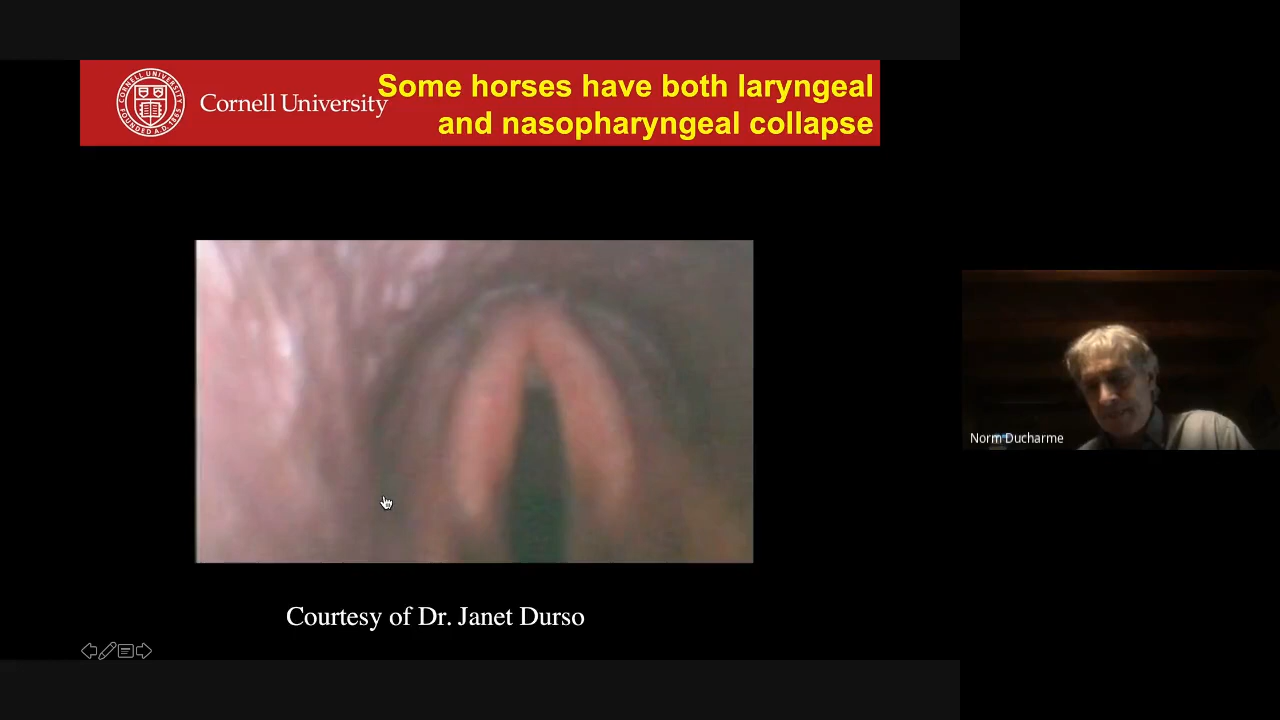 Cornell University
Some horses have both laryngeal
and nasopharyngeal collapse
Norm Ducharme
Courtesy of Dr. Janet Durso